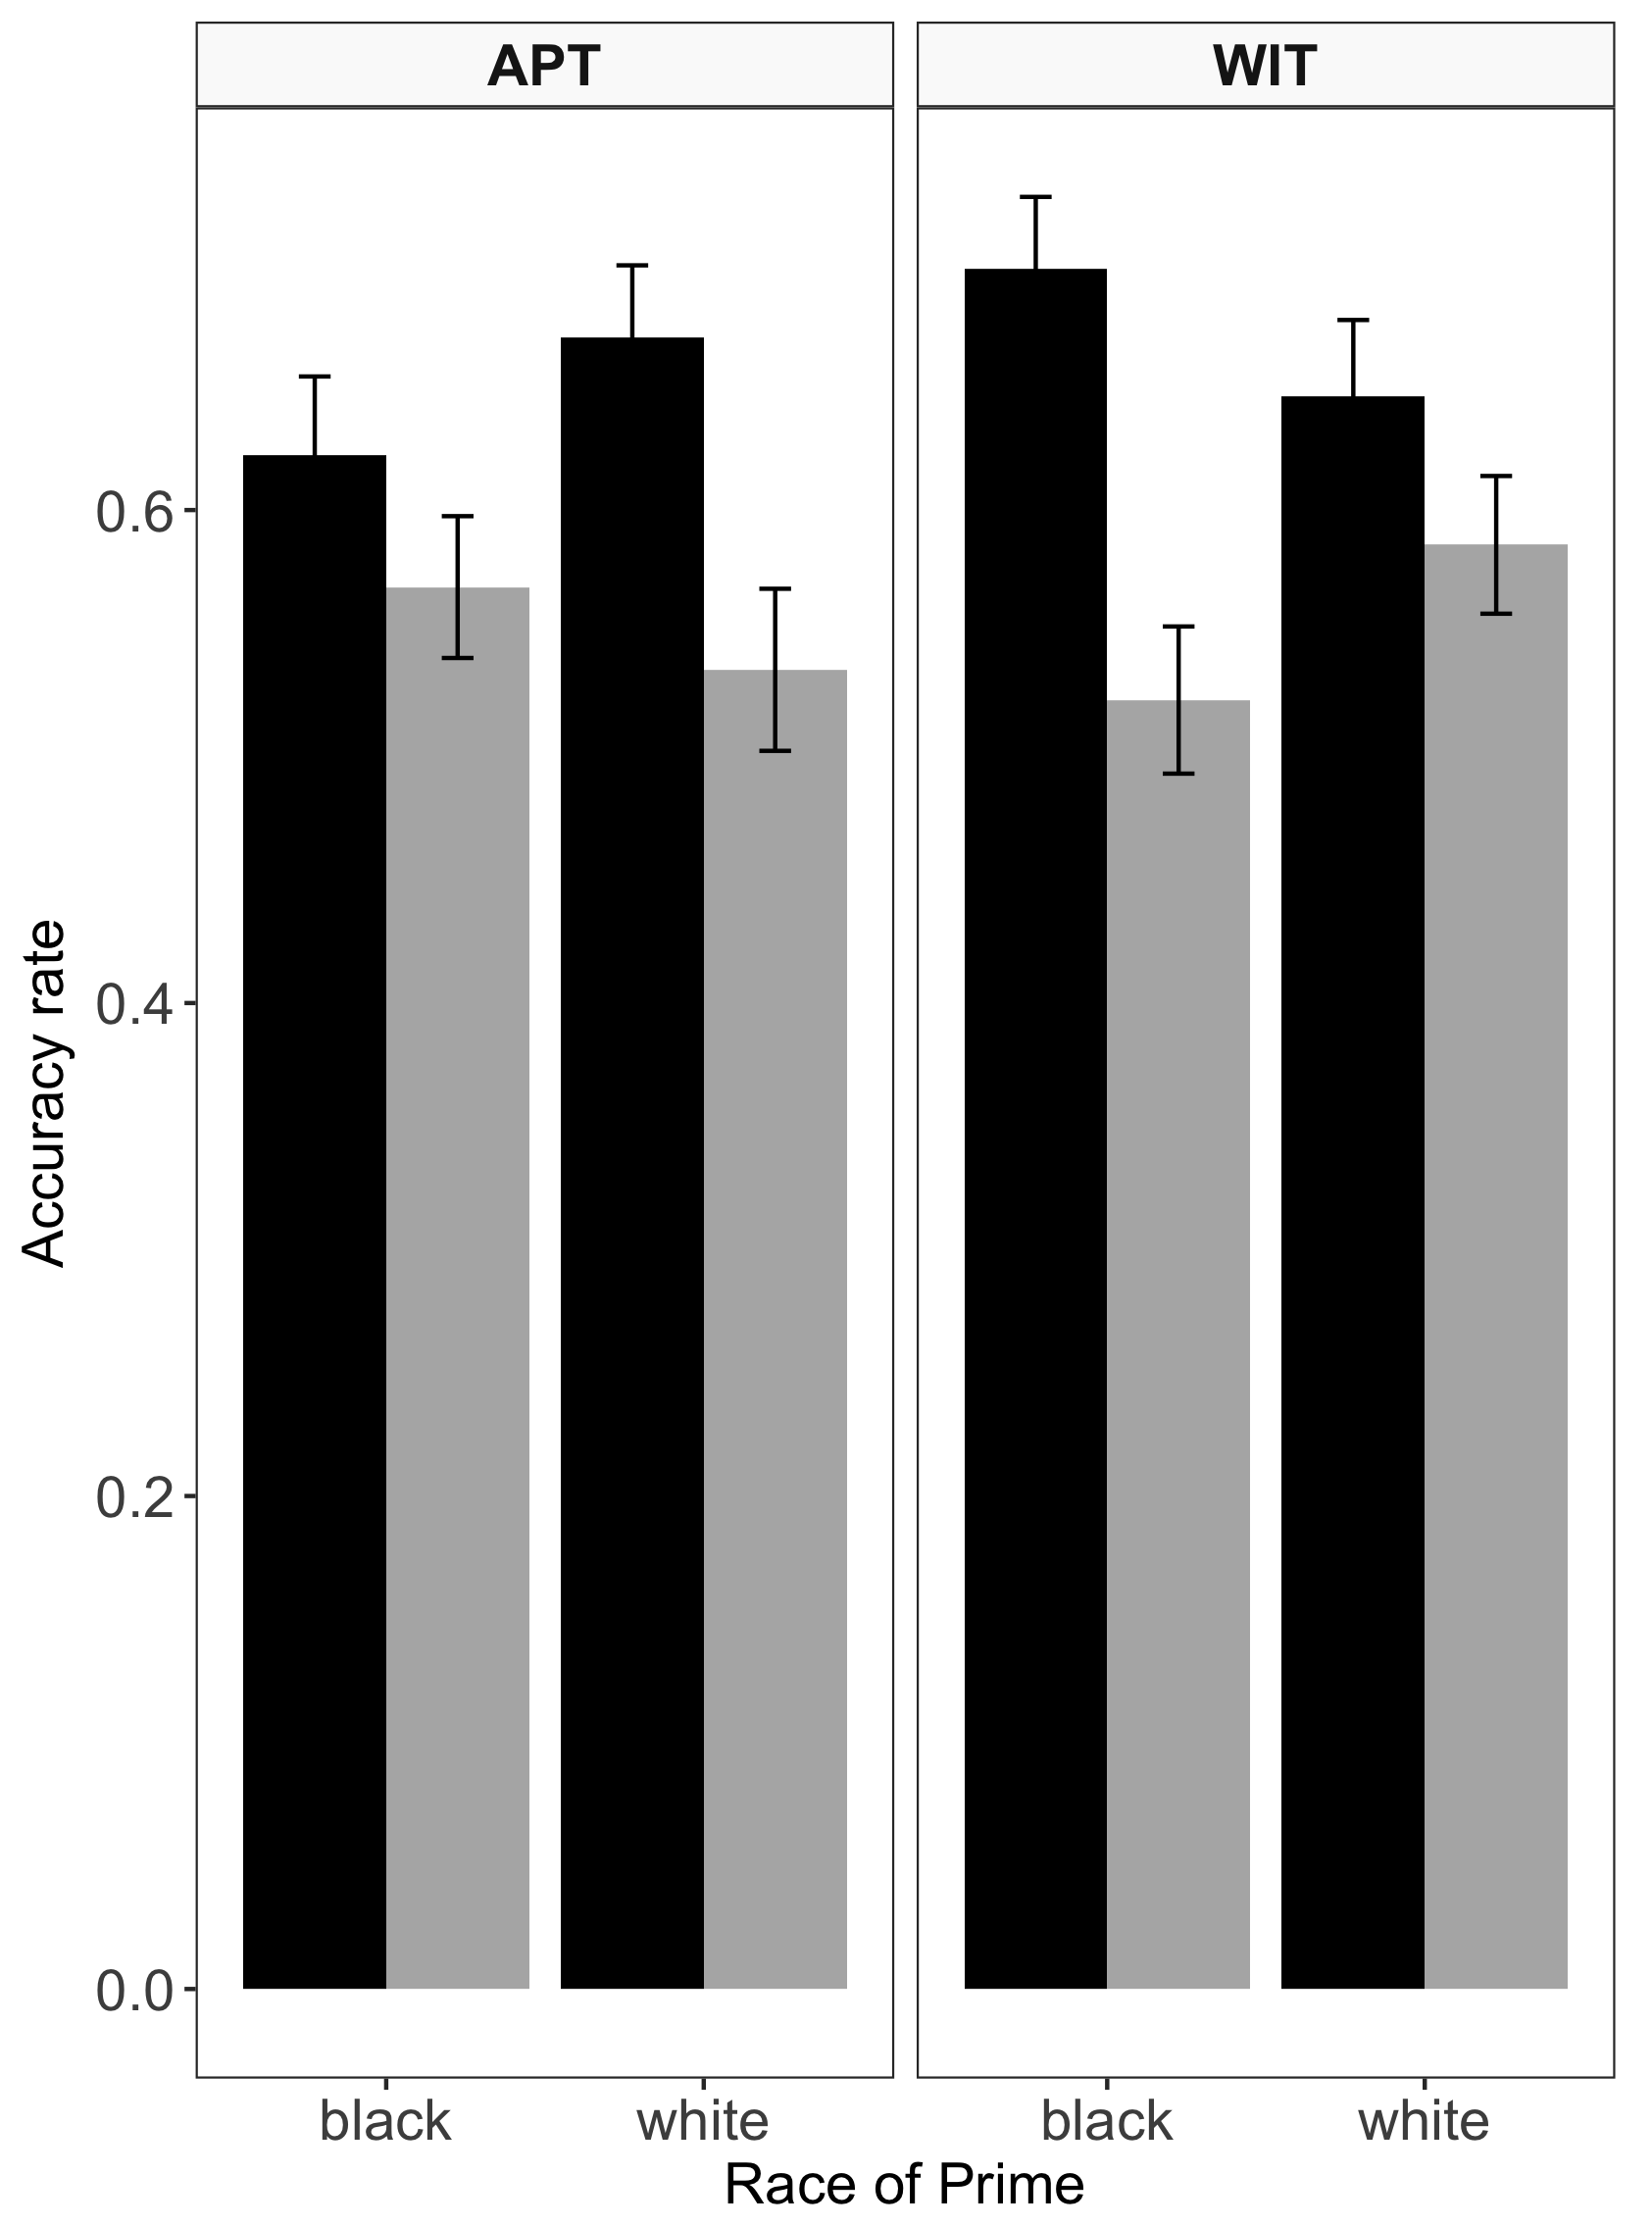 APT
WIT
Accuracy rate
0.6
0.4
0.2
0.0
black
white
black
white
Race of Prime